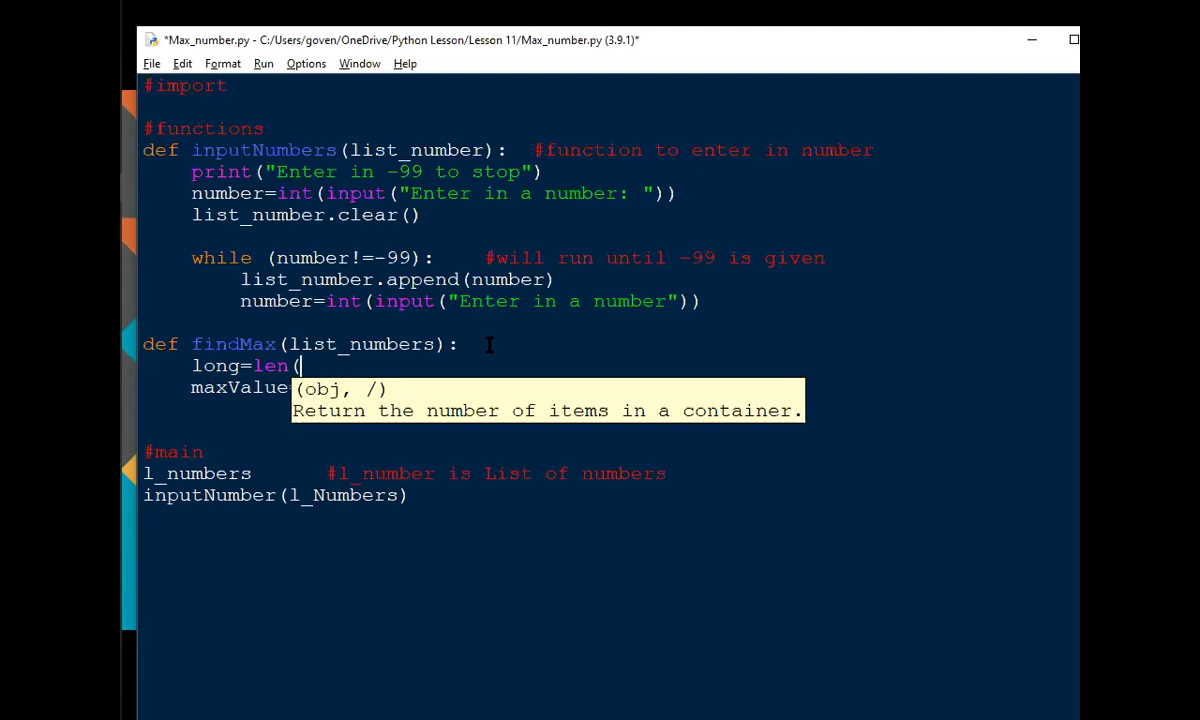 *Max_number.py - C:/Users/goven/OneDrive/Python Lesson/Lesson 11/Max_number.py (3.9.1)*
File Edit Format Run Options Window Help
#import
#functions
def inputNumbers(list_number):  #function to enter in number
    print("Enter in -99 to stop")
    number=int(input("Enter in a number: "))
    list_number.clear()
    while (number!=-99):    #will run until -99 is given
        list_number.append(number)
        number=int(input("Enter in a number"))
def findMax(list_numbers):
    long=len(
    maxValue=
(obj, /)
Return the number of items in a container.
#main
l_numbers      #l_number is List of numbers
inputNumber(l_Numbers)